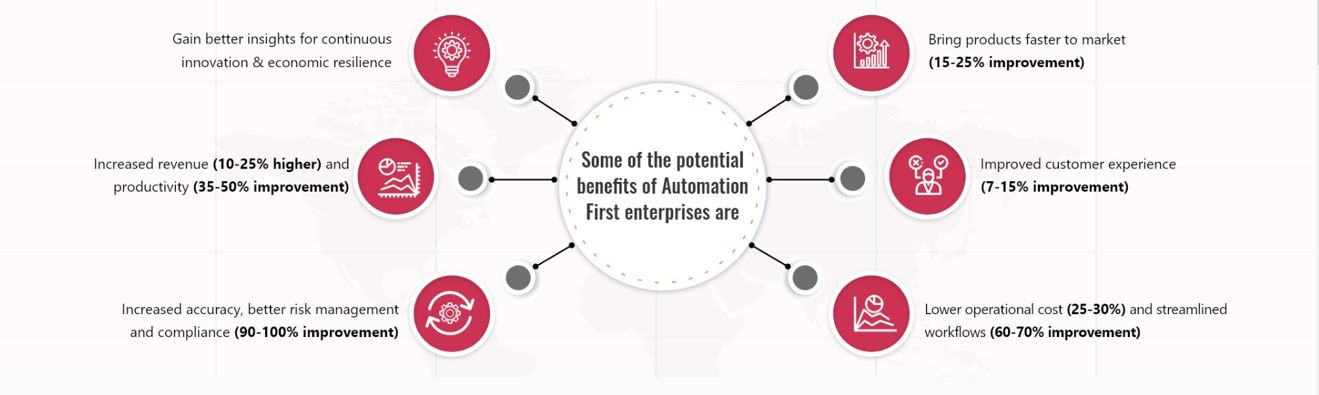 Gain better insights for continuous
innovation & economic resilience
Bring products faster to market
(15-25% improvement)
Increased revenue (10-25% higher) and
productivity (35-50% improvement)
Some of the potential
benefits of Automation
First enterprises are
Improved customer experience
(7-15% improvement)
Increased accuracy, better risk management
and compliance (90-100% improvement)
Lower operational cost (25-30%) and streamlined
workflows (60-70% improvement)